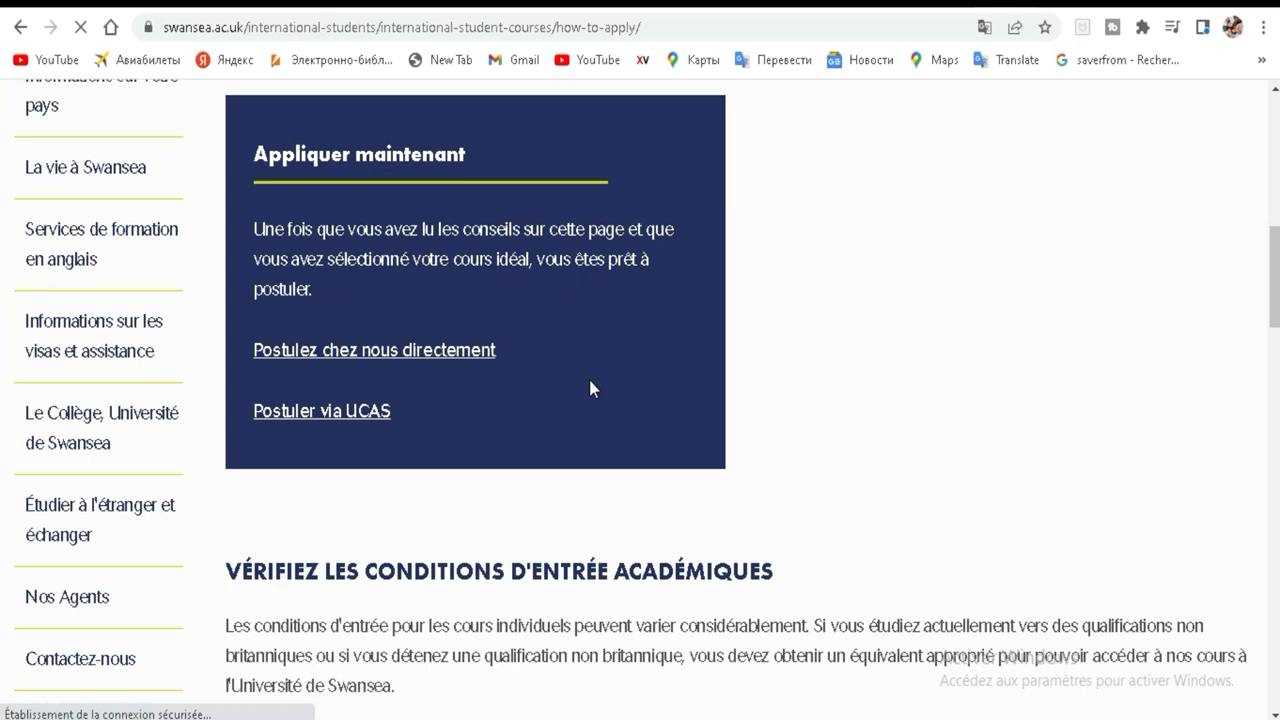 swansea.ac.uk/international-students/international-student-courses/how-to-apply/
YouTube Авиабилеты Яндекс Электронно-библ... New Tab Gmail YouTube XV Карты Перевести Новости Maps Translate saverfrom - Recher... »
Informations sur votre
pays
La vie à Swansea
Services de formation
en anglais
Informations sur les
visas et assistance
Le Collège, Université
de Swansea
Étudier à l'étranger et
échanger
Nos Agents
Contactez-nous
Appliquer maintenant
Une fois que vous avez lu les conseils sur cette page et que
vous avez sélectionné votre cours idéal, vous êtes prêt à
postuler.
Postulez chez nous directement
Postuler via UCAS
VÉRIFIEZ LES CONDITIONS D'ENTRÉE ACADÉMIQUES
Les conditions d'entrée pour les cours individuels peuvent varier considérablement. Si vous étudiez actuellement vers des qualifications non
britanniques ou si vous détenez une qualification non britannique, vous devez obtenir un équivalent approprié pour pouvoir accéder à nos cours à
l'Université de Swansea.
Activer Windows
Accédez aux paramètres pour activer Windows.
Établissement de la connexion sécurisée...